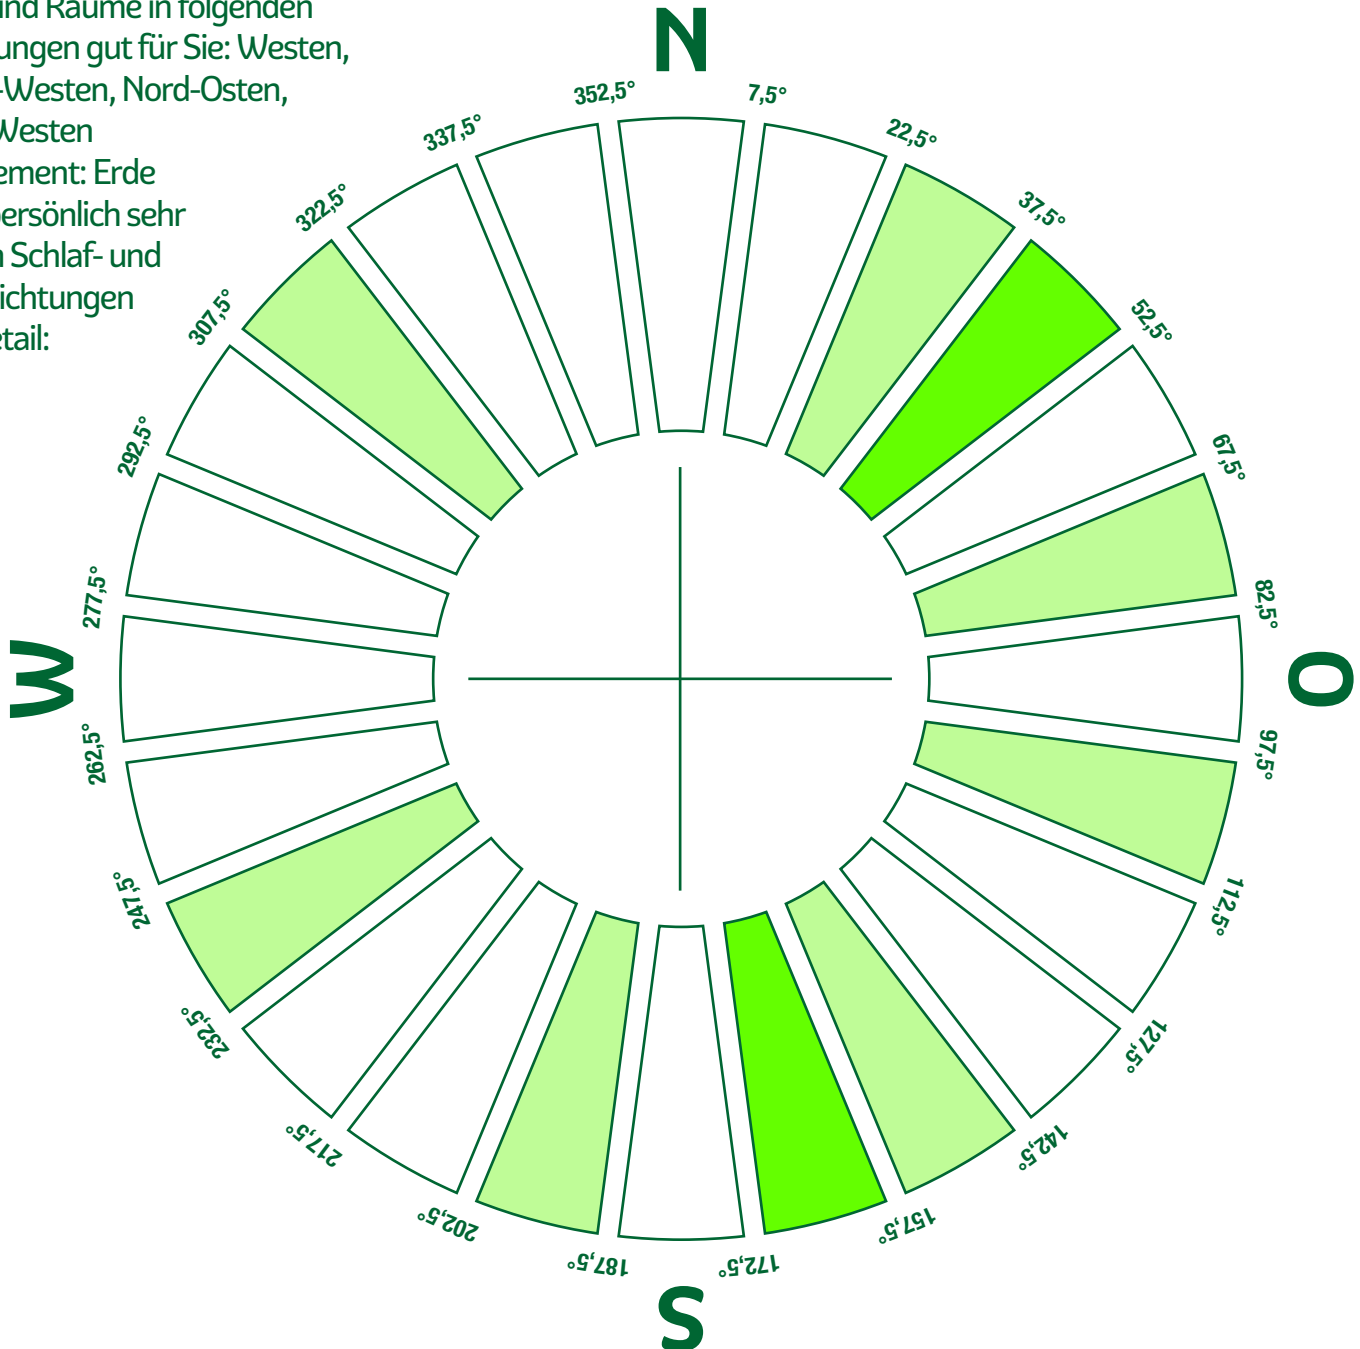 ind Räume in folgenden
ungen gut für Sie: Westen,
-Westen, Nord-Osten,
Westen
ement: Erde
persönlich sehr
n Schlaf- und
ichtungen
etail:
N
352,5°
7,5°
337,5°
22,5°
322,5°
37,5°
307,5°
52,5°
292,5°
67,5°
277,5°
82,5°
W
O
262,5°
97,5°
247,5°
112,5°
232,5°
127,5°
217,5°
142,5°
202,5°
157,5°
187,5°
172,5°
S